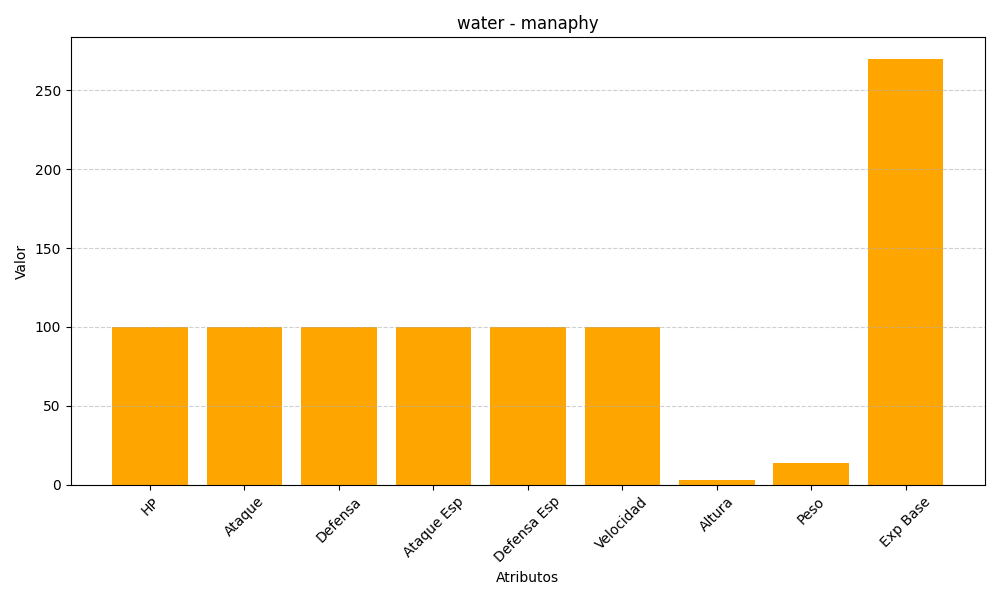 water - manaphy
Valor
250
200
150
100
50
0
HP
Ataque
Defensa
Ataque Esp
Defensa Esp
Velocidad
Altura
Peso
Exp Base
Atributos